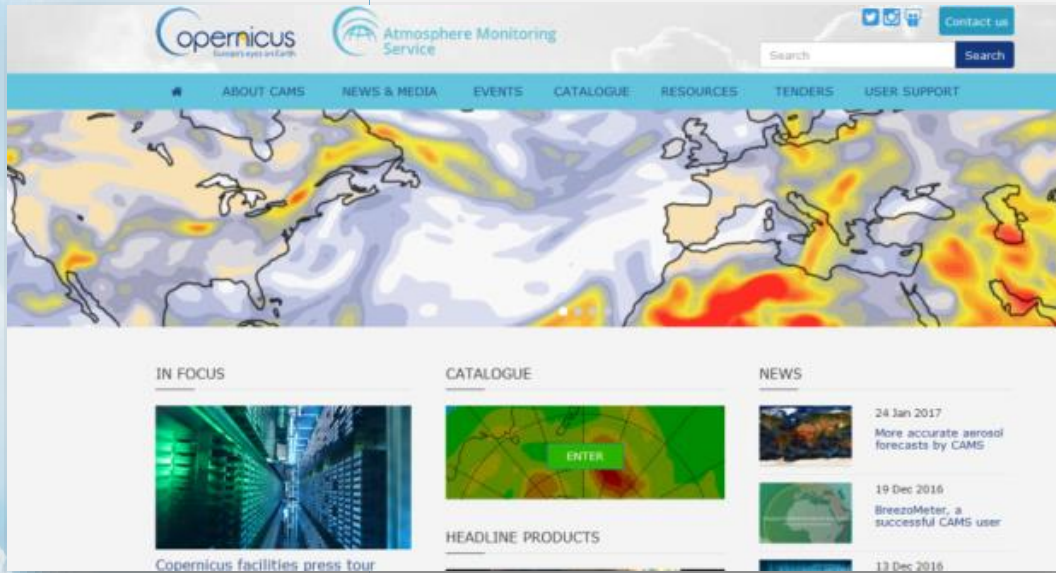 Copernicus
Europe's eyes on Earth
Atmosphere Monitoring
Service
Contact us
Search
Search
ABOUT CAMS
NEWS & MEDIA
EVENTS
CATALOGUE
RESOURCES
TENDERS
USER SUPPORT
IN FOCUS
Copernicus facilities press tour
CATALOGUE
ENTER
HEADLINE PRODUCTS
NEWS
24 Jan 2017
More accurate aerosol
forecasts by CAMS
19 Dec 2016
BreezoMeter, a
successful CAMS user
13 Dec 2016